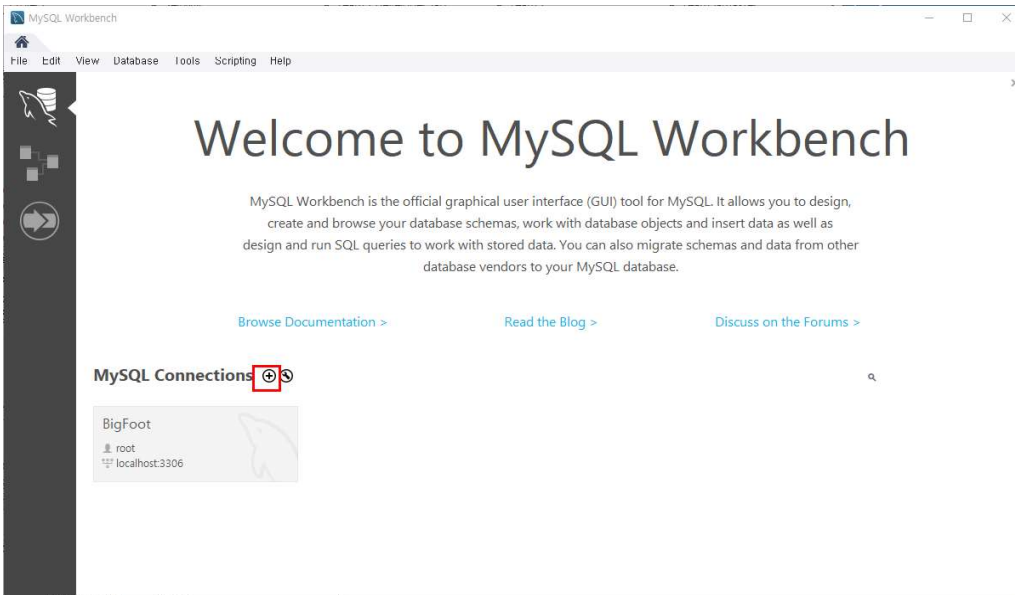 MySQL Workbench
File Edit View Database Tools Scripting Help
Welcome to MySQL Workbench
MySQL Workbench is the official graphical user interface (GUI) tool for MySQL. It allows you to design,
create and browse your database schemas, work with database objects and insert data as well as
design and run SQL queries to work with stored data. You can also migrate schemas and data from other
database vendors to your MySQL database.
Browse Documentation > Read the Blog > Discuss on the Forums >
MySQL Connections
BigFoot
root
localhost:3306